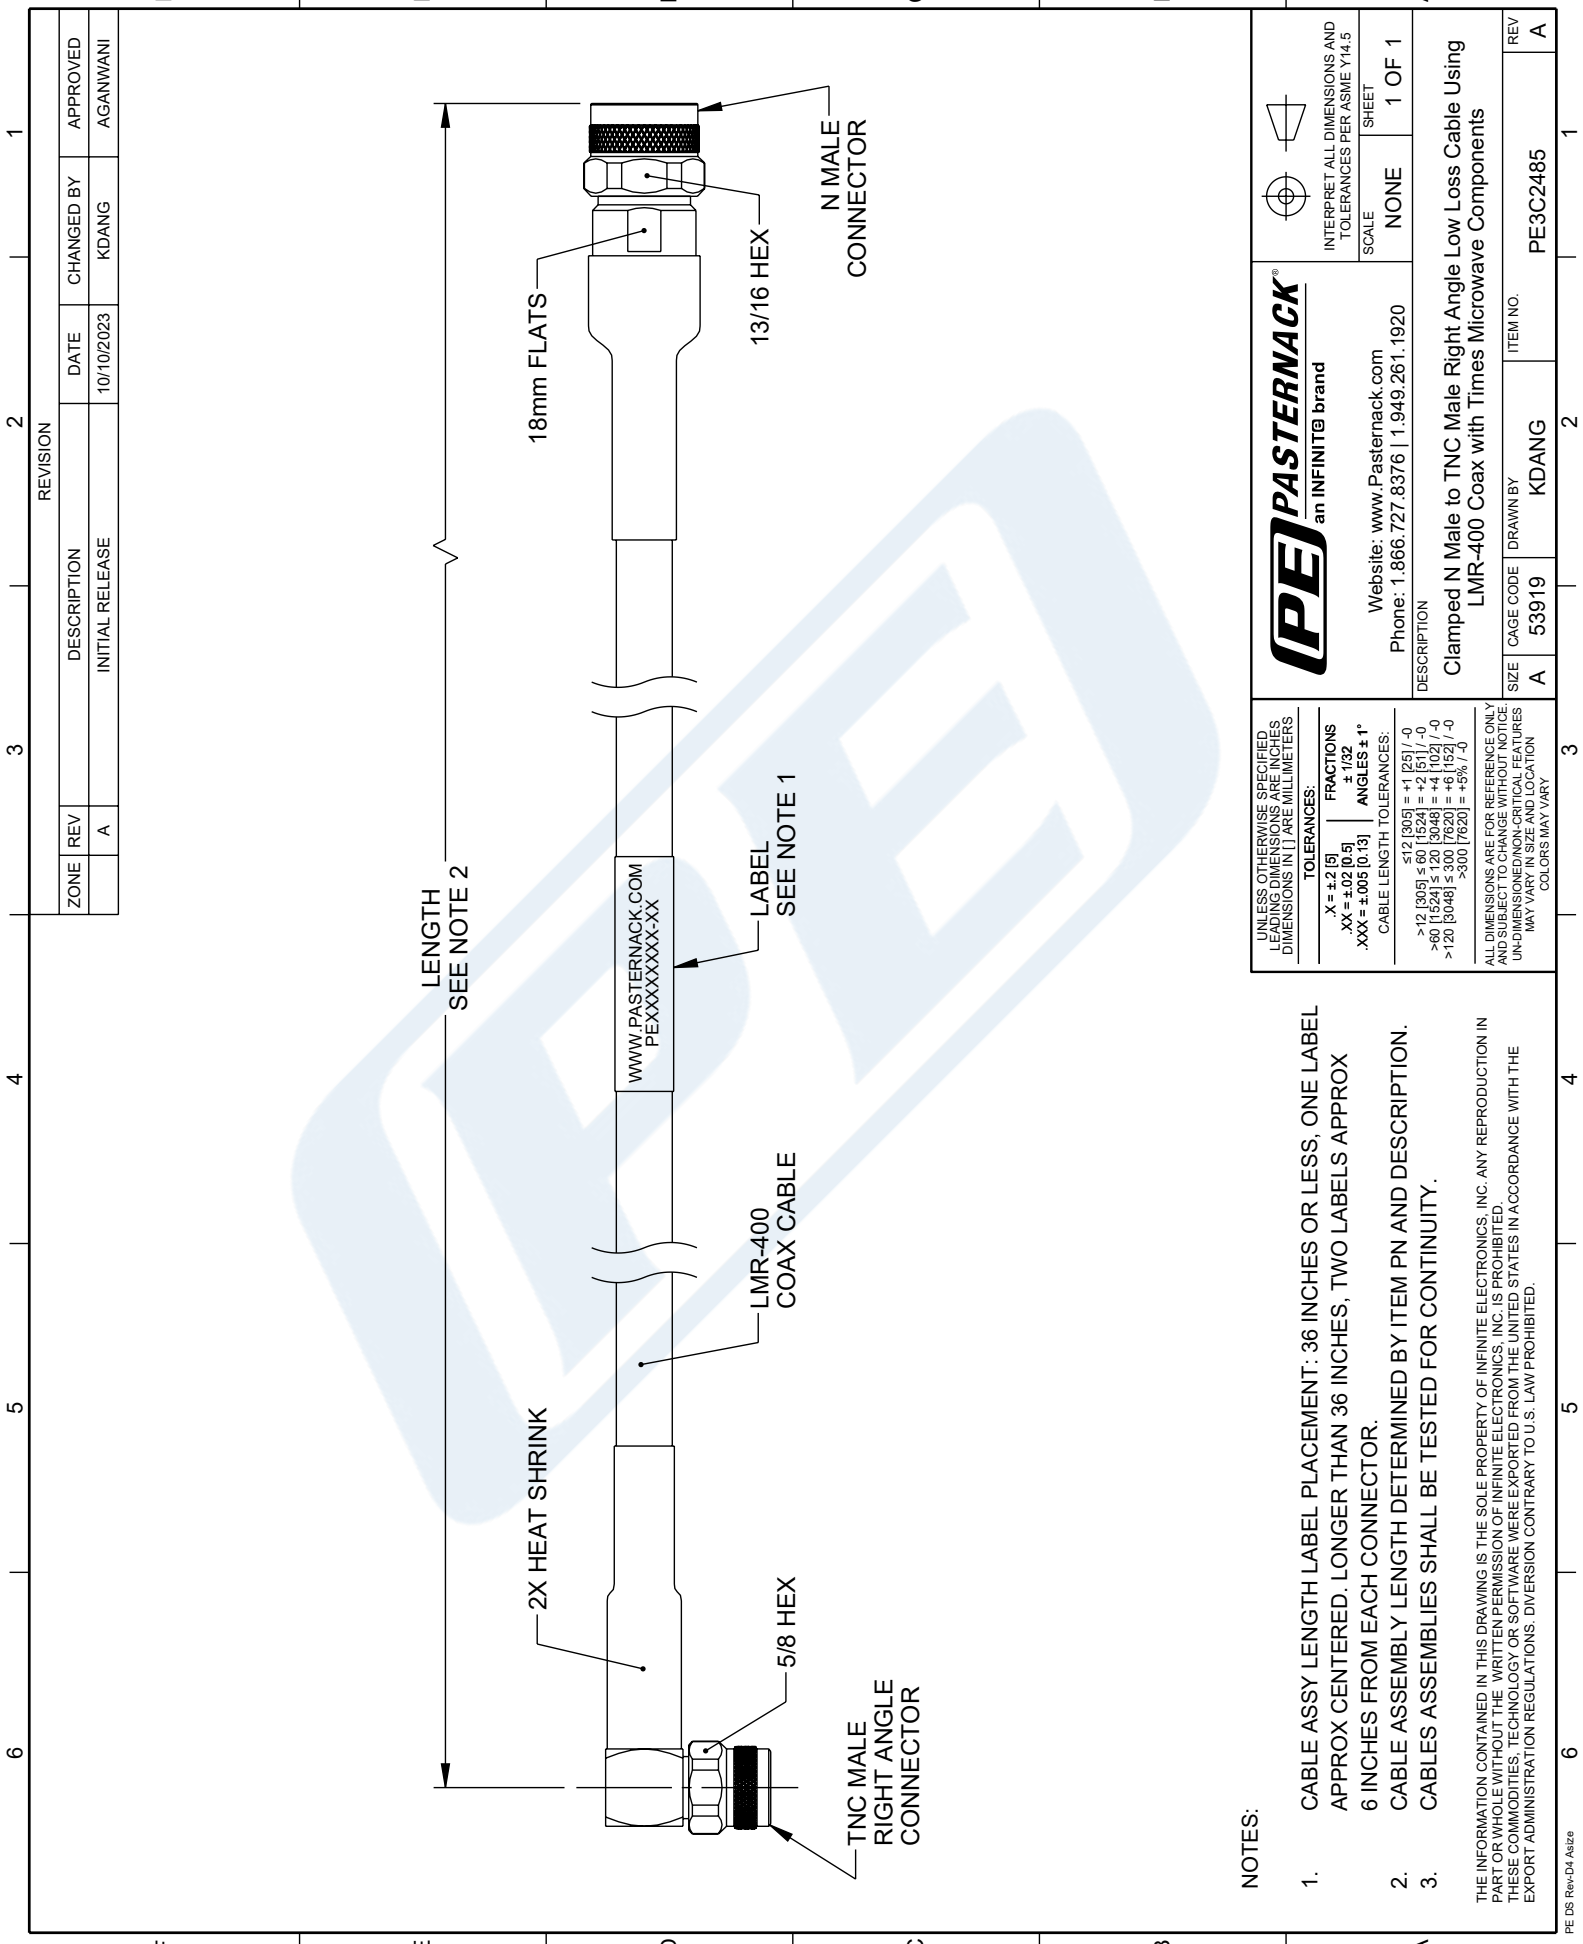 6
5
4
3
2
1
REVISION
ZONE REV DESCRIPTION DATE CHANGED BY APPROVED
A INITIAL RELEASE 10/10/2023 KDANG AGANWANI
LENGTH
SEE NOTE 2
2X HEAT SHRINK
18mm FLATS
WWW.PASTERNACK.COM
PEXXXXXXXX-XX
5/8 HEX
LMR-400
COAX CABLE
LABEL
SEE NOTE 1
13/16 HEX
N MALE
CONNECTOR
TNC MALE
RIGHT ANGLE
CONNECTOR
NOTES:
1. CABLE ASSY LENGTH LABEL PLACEMENT: 36 INCHES OR LESS, ONE LABEL
APPROX CENTERED. LONGER THAN 36 INCHES, TWO LABELS APPROX
6 INCHES FROM EACH CONNECTOR.
2. CABLE ASSEMBLY LENGTH DETERMINED BY ITEM PN AND DESCRIPTION.
3. CABLES ASSEMBLIES SHALL BE TESTED FOR CONTINUITY.
THE INFORMATION CONTAINED IN THIS DRAWING IS THE SOLE PROPERTY OF INFINITE ELECTRONICS, INC. ANY REPRODUCTION IN
PART OR WHOLE WITHOUT THE WRITTEN PERMISSION OF INFINITE ELECTRONICS, INC. IS PROHIBITED.
THESE COMMODITIES, TECHNOLOGY OR SOFTWARE WERE EXPORTED FROM THE UNITED STATES IN ACCORDANCE WITH THE
EXPORT ADMINISTRATION REGULATIONS. DIVERSION CONTRARY TO U.S. LAW PROHIBITED.
UNLESS OTHERWISE SPECIFIED
LEADING DIMENSIONS ARE INCHES
DIMENSIONS IN [ ] ARE MILLIMETERS
TOLERANCES:
.X = ±.2 [5] FRACTIONS
.XX = ±.02 [0.5] ± 1/32
.XXX = ±.005 [0.13] ANGLES ± 1°
CABLE LENGTH TOLERANCES:
≤12 [305] = +1 [25] / -0
>12 [305] ≤ 60 [1524] = +2 [51] / -0
>60 [1524] ≤ 120 [3048] = +4 [102] / -0
>120 [3048] ≤ 300 [7620] = +6 [152] / -0
>300 [7620] = +5% / -0
ALL DIMENSIONS ARE FOR REFERENCE ONLY
AND SUBJECT TO CHANGE WITHOUT NOTICE.
UN-DIMENSIONED/NON-CRITICAL FEATURES
MAY VARY IN SIZE AND LOCATION
COLORS MAY VARY
PE PASTERNACK®
an INFINIT@ brand
Website: www.Pasternack.com
Phone: 1.866.727.8376 | 1.949.261.1920
INTERPRET ALL DIMENSIONS AND
TOLERANCES PER ASME Y14.5
SCALE SHEET
NONE 1 OF 1
DESCRIPTION
Clamped N Male to TNC Male Right Angle Low Loss Cable Using
LMR-400 Coax with Times Microwave Components
SIZE CAGE CODE DRAWN BY ITEM NO. REV
A 53919 KDANG PE3C2485 A
PE DS Rev-D4 Asize
6
5
4
3
2
1